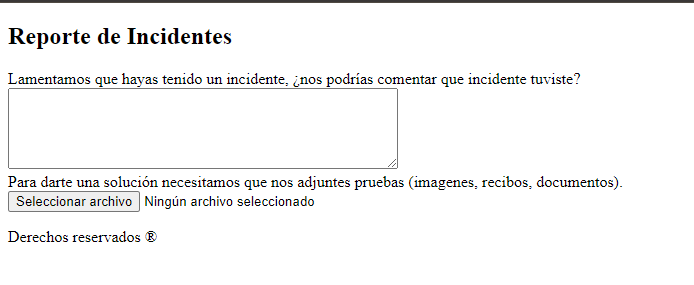 Reporte de Incidentes
Lamentamos que hayas tenido un incidente, ¿nos podrías comentar que incidente tuviste?
Para darte una solución necesitamos que nos adjuntes pruebas (imagenes, recibos, documentos).
Seleccionar archivo Ningún archivo seleccionado
Derechos reservados ®